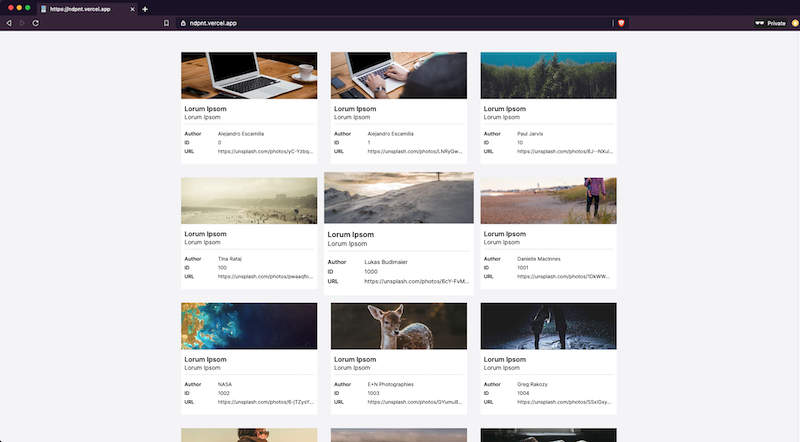 https://ndpnt.vercel.app
ndpnt.vercel.app
Private
Lorum Ipsom
Lorum Ipsom
Author Alejandro Escamilla
ID 0
URL https://unsplash.com/photos/yC-Yzbq...
Lorum Ipsom
Lorum Ipsom
Author Alejandro Escamilla
ID 1
URL https://unsplash.com/photos/LNRyGw...
Lorum Ipsom
Lorum Ipsom
Author Paul Jarvis
ID 10
URL https://unsplash.com/photos/6J--NXul...
Lorum Ipsom
Lorum Ipsom
Author Tina Rataj
ID 100
URL https://unsplash.com/photos/pwaaqfo...
Lorum Ipsom
Lorum Ipsom
Author Lukas Budimaier
ID 1000
URL https://unsplash.com/photos/6cY-FvM...
Lorum Ipsom
Lorum Ipsom
Author Danielle MacInnes
ID 1001
URL https://unsplash.com/photos/1DkWW...
Lorum Ipsom
Lorum Ipsom
Author NASA
ID 1002
URL https://unsplash.com/photos/6-jTZysY...
Lorum Ipsom
Lorum Ipsom
Author E+N Photographies
ID 1003
URL https://unsplash.com/photos/GYumuB...
Lorum Ipsom
Lorum Ipsom
Author Greg Rakozy
ID 1004
URL https://unsplash.com/photos/SSxIGsy...